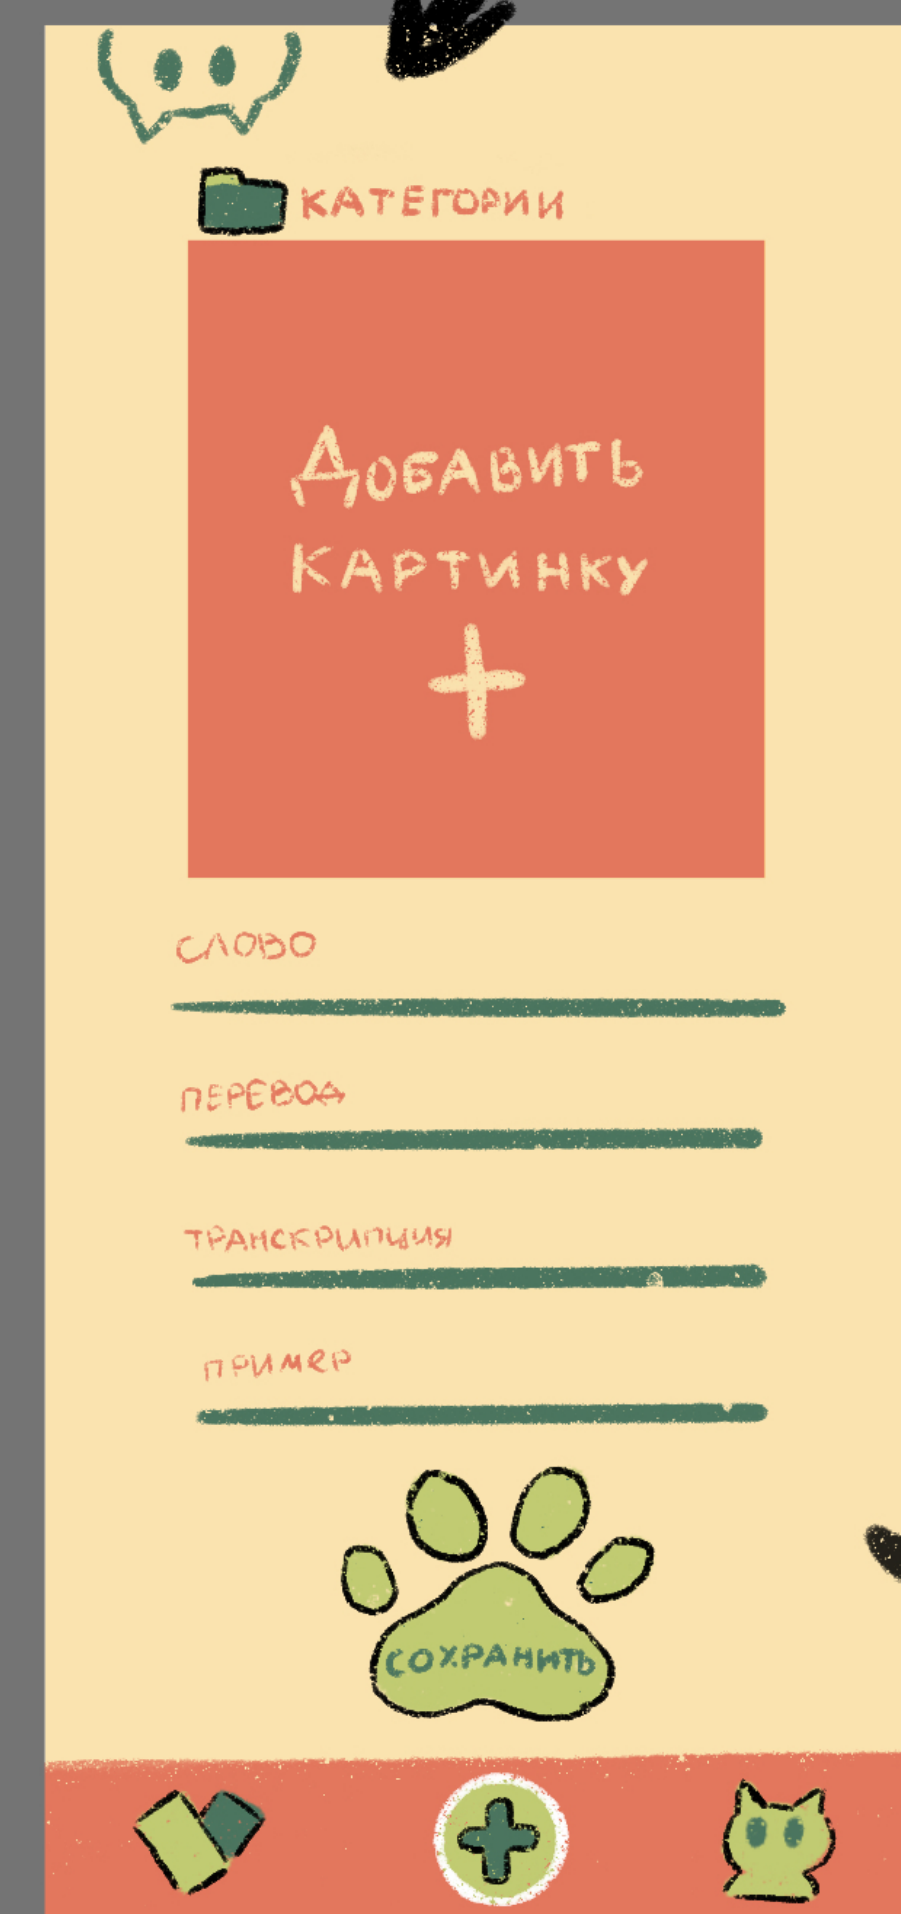 КАТЕГОРИИ
ДОБАВИТЬ
КАРТИНКУ
+
СЛОВО
ПЕРЕВОД
ТРАНСКРИПЦИЯ
ПРИМЕР
СОХРАНИТЬ